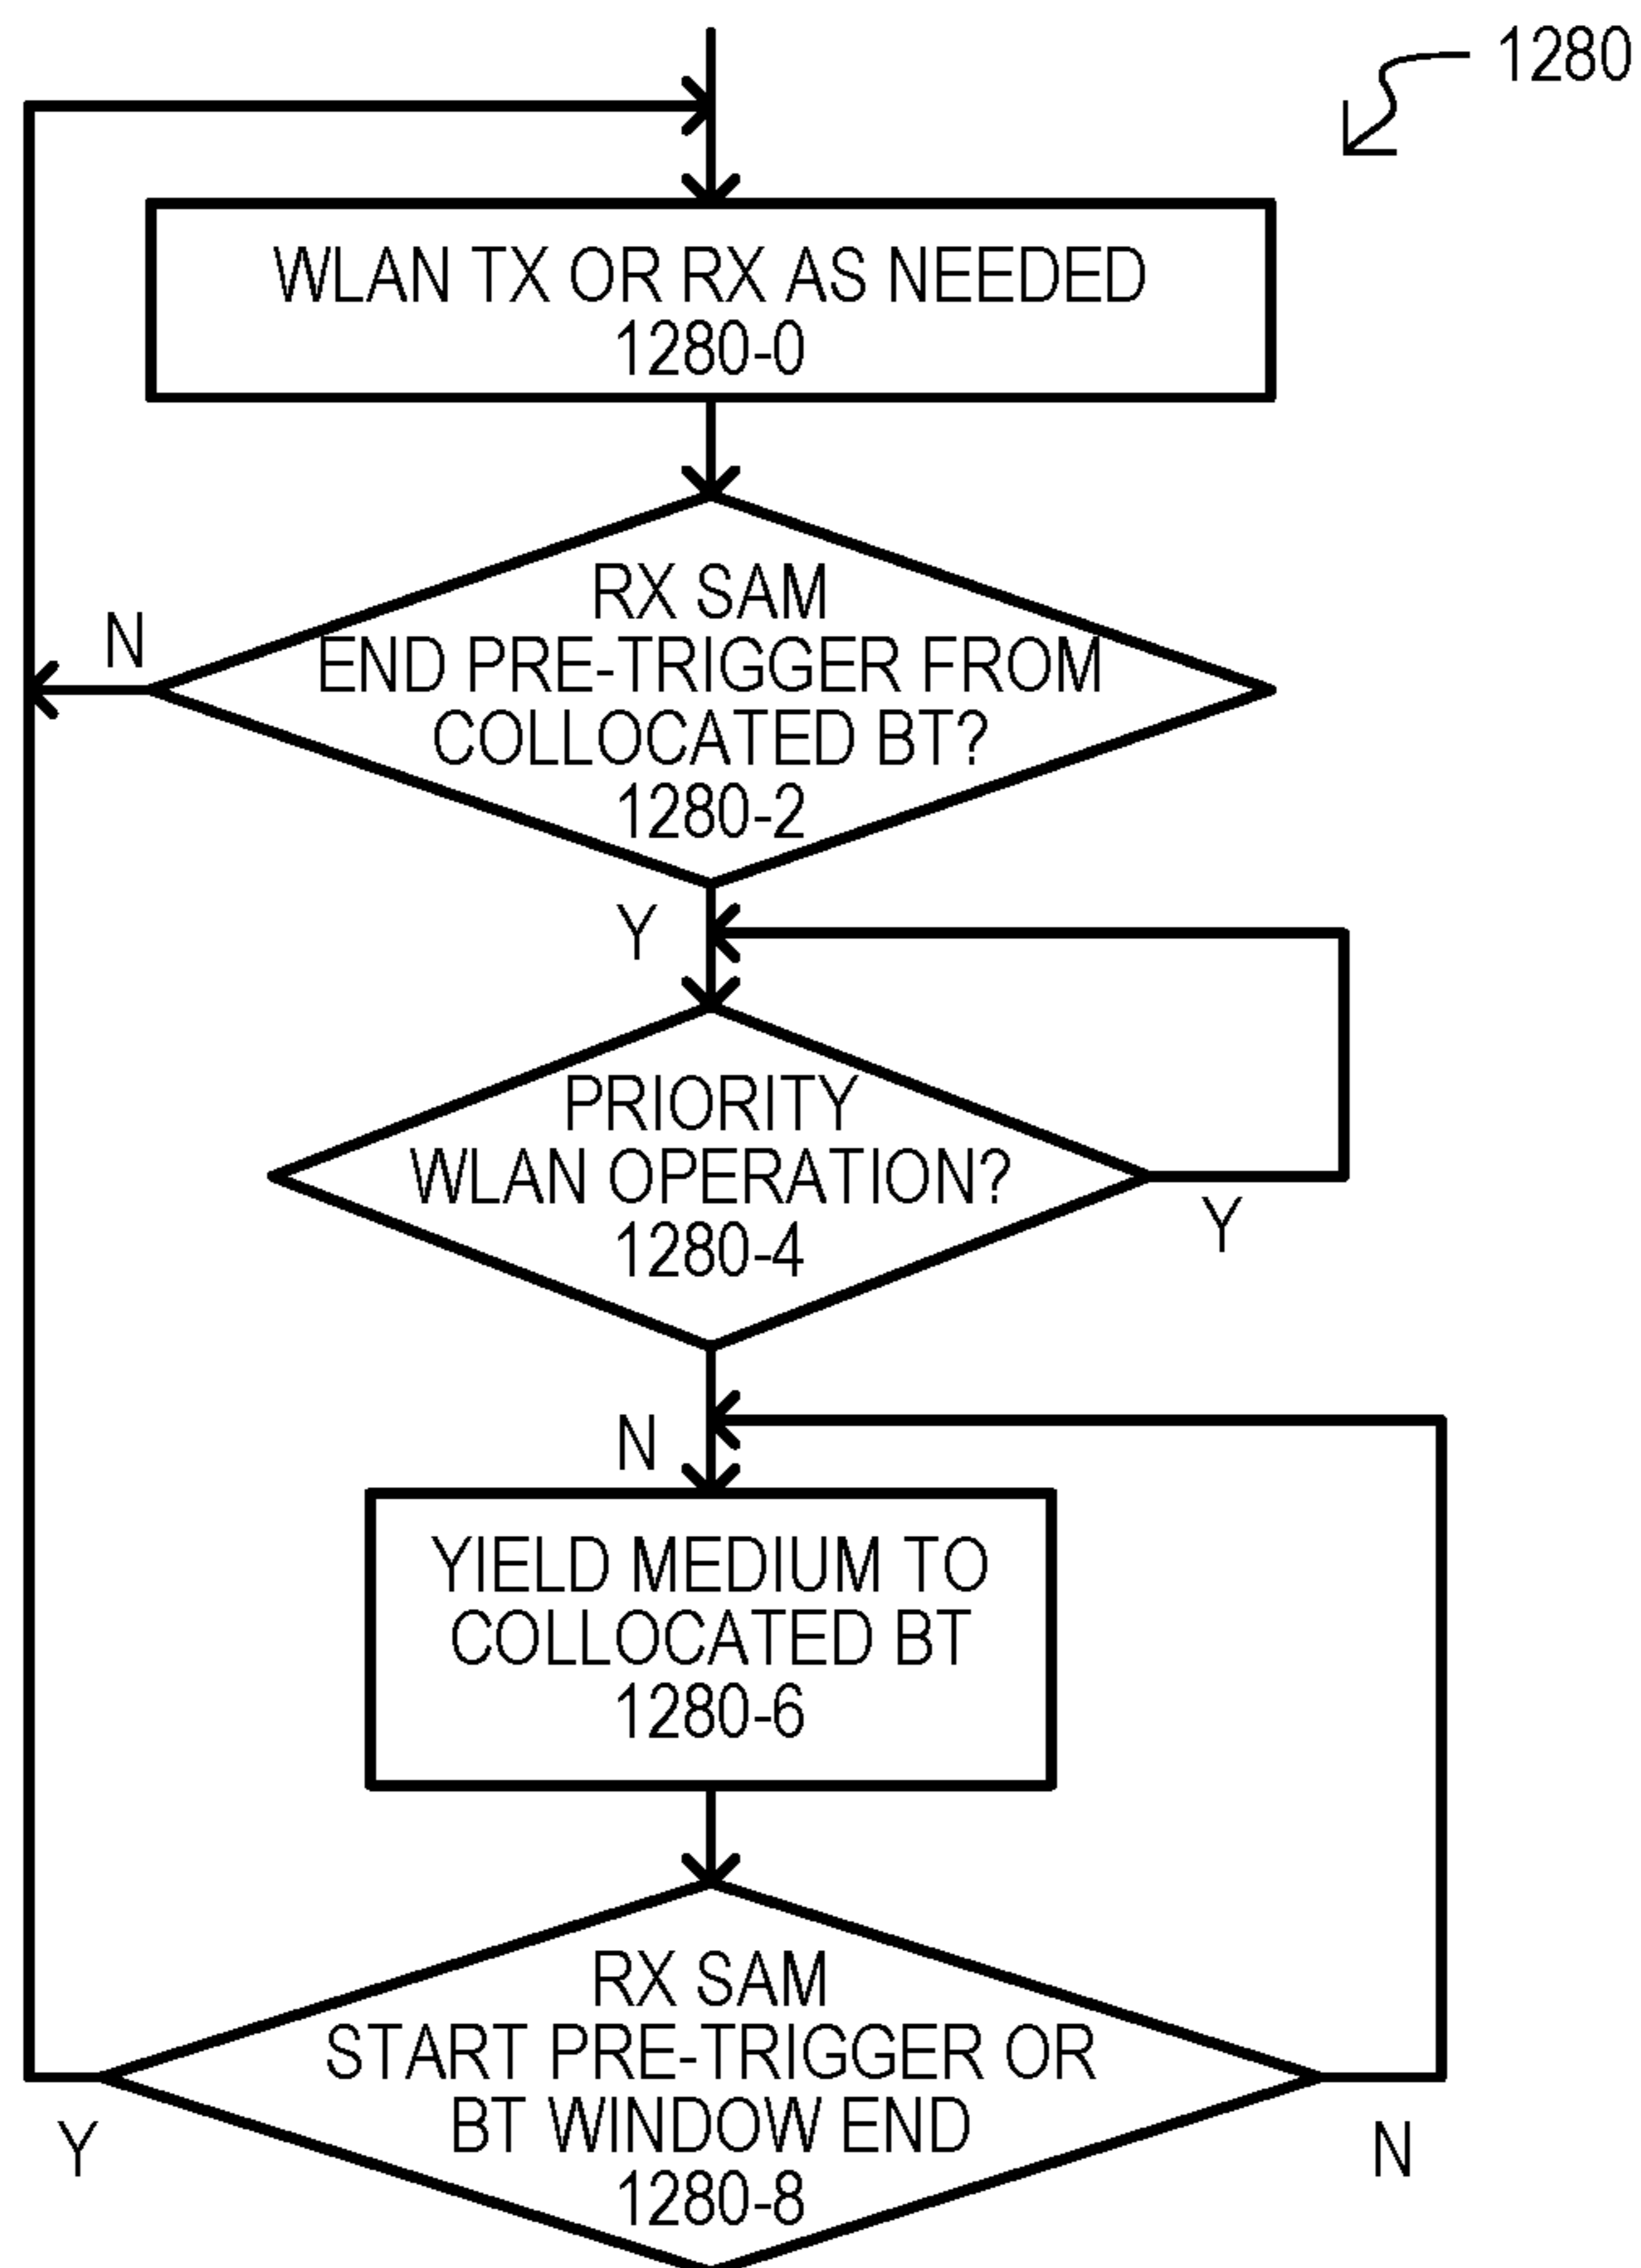 1280
WLAN TX OR RX AS NEEDED
1280-0
RX SAM
END PRE-TRIGGER FROM
COLLOCATED BT?
1280-2
N
Y
PRIORITY
WLAN OPERATION?
1280-4
Y
N
YIELD MEDIUM TO
COLLOCATED BT
1280-6
RX SAM
START PRE-TRIGGER OR
BT WINDOW END
1280-8
Y
N